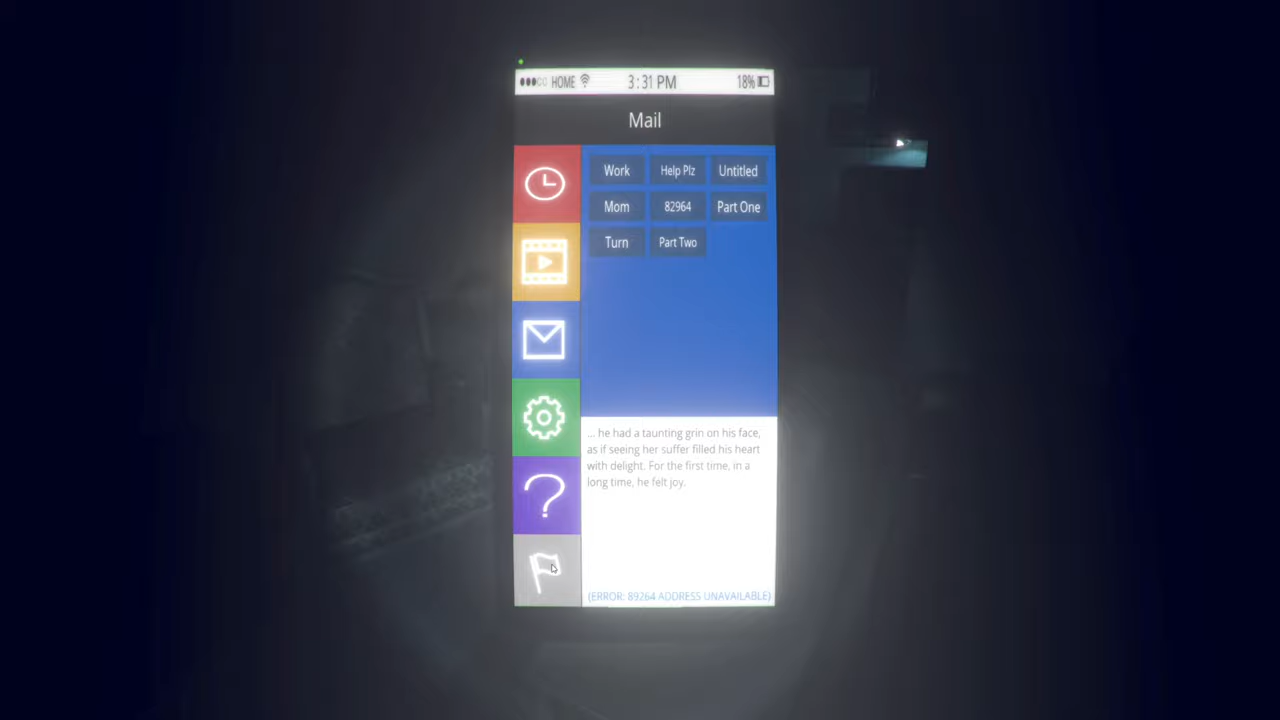 HOME 3:31 PM 18%
Mail
Work Help Plz Untitled
Mom 82964 Part One
Turn Part Two
... he had a taunting grin on his face,
as if seeing her suffer filled his heart
with delight. For the first time, in a
long time, he felt joy.
(ERROR: 89264 ADDRESS UNAVAILABLE)